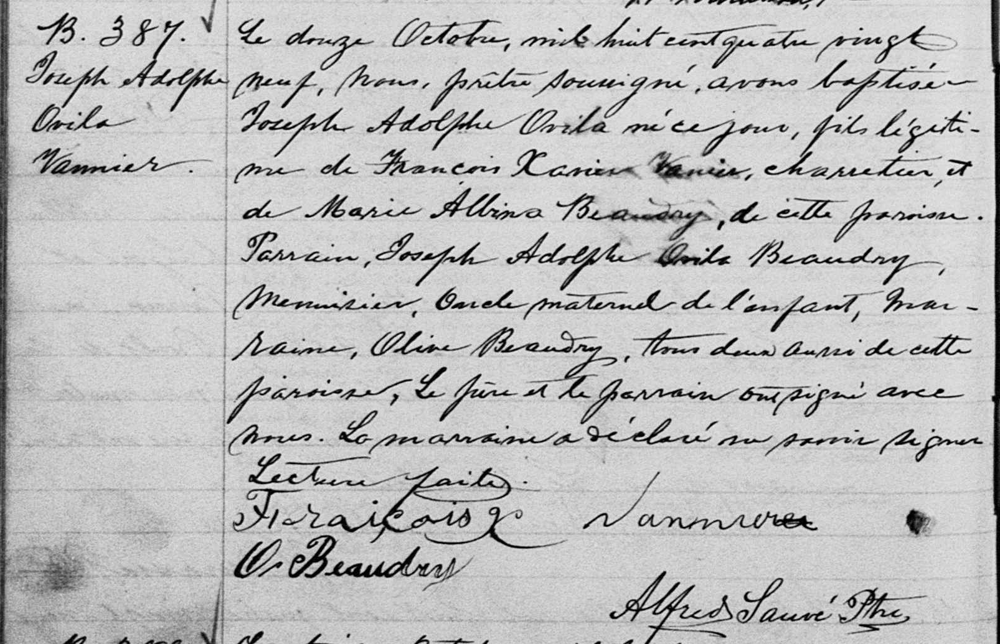 B. 387.
Joseph Adolphe
Ovila
Vannier.
Le douze Octobre, mil huit cent quatre vingt
neuf, Nous, prêtre soussigné, avons baptisé
Joseph Adolphe Ovila né ce jour, fils légiti-
me de François Xavier Vanier, charretier, et
de Marie Albina Beaudry, de cette paroisse.
Parrain, Joseph Adolphe Ovila Beaudry,
Menuisier, Oncle maternel de l'enfant, Mar-
raine, Olive Beaudry, tous deux aussi de cette
paroisse, Le père et le parrain ont signé avec
nous. La marraine a déclaré ne savoir signer
Lecture faite.
Fraiçois X Vannier
O. Beaudry
Alfred Sauvé Ptre